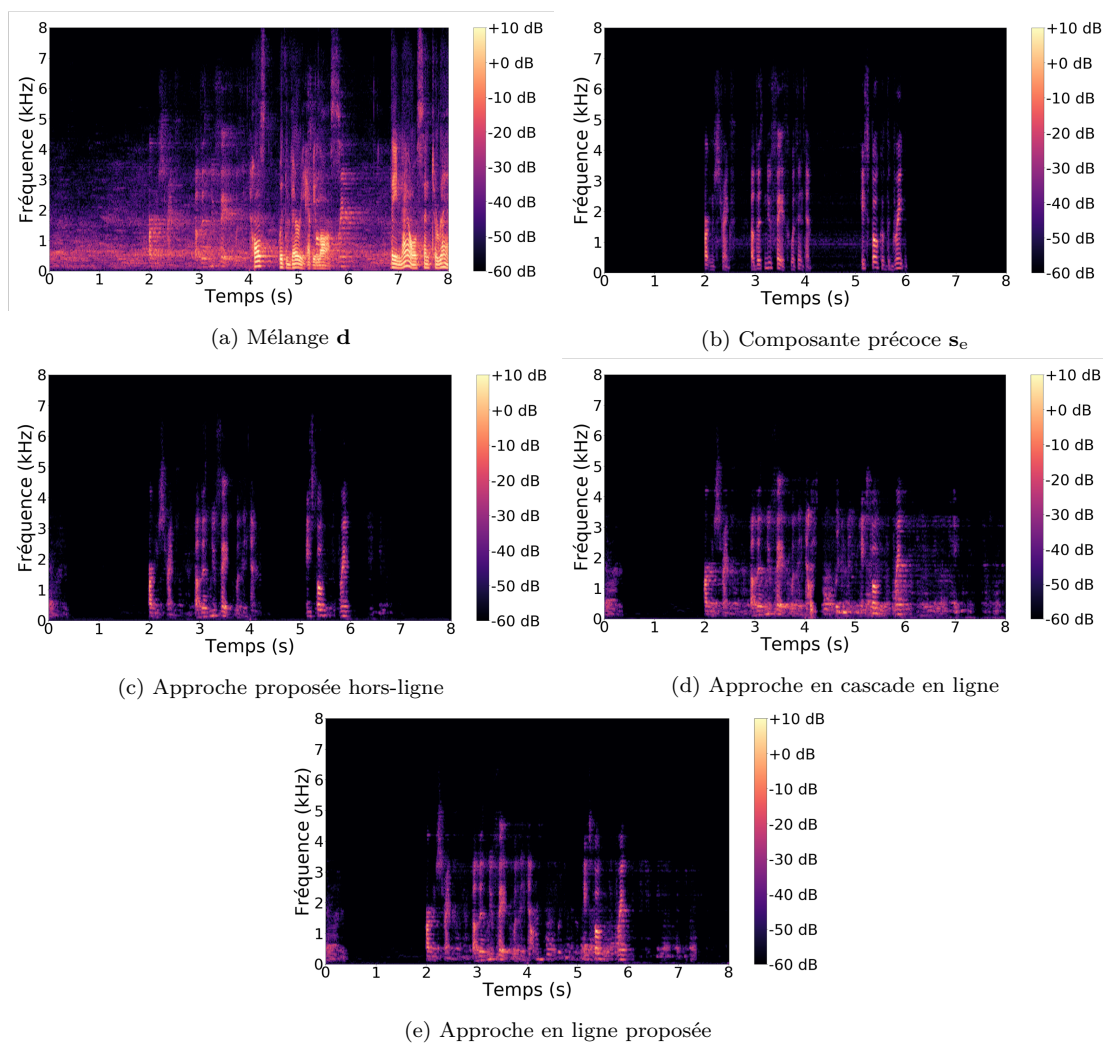 8
7
6
5
4
3
2
1
0
Fréquence (kHz)
0 1 2 3 4 5 6 7 8
Temps (s)
+10 dB
+0 dB
-10 dB
-20 dB
-30 dB
-40 dB
-50 dB
-60 dB
(a) Mélange d
8
7
6
5
4
3
2
1
0
Fréquence (kHz)
0 1 2 3 4 5 6 7 8
Temps (s)
+10 dB
+0 dB
-10 dB
-20 dB
-30 dB
-40 dB
-50 dB
-60 dB
(b) Composante précoce se
8
7
6
5
4
3
2
1
0
Fréquence (kHz)
0 1 2 3 4 5 6 7 8
Temps (s)
+10 dB
+0 dB
-10 dB
-20 dB
-30 dB
-40 dB
-50 dB
-60 dB
(c) Approche proposée hors-ligne
8
7
6
5
4
3
2
1
0
Fréquence (kHz)
0 1 2 3 4 5 6 7 8
Temps (s)
+10 dB
+0 dB
-10 dB
-20 dB
-30 dB
-40 dB
-50 dB
-60 dB
(d) Approche en cascade en ligne
8
7
6
5
4
3
2
1
0
Fréquence (kHz)
0 1 2 3 4 5 6 7 8
Temps (s)
+10 dB
+0 dB
-10 dB
-20 dB
-30 dB
-40 dB
-50 dB
-60 dB
(e) Approche en ligne proposée